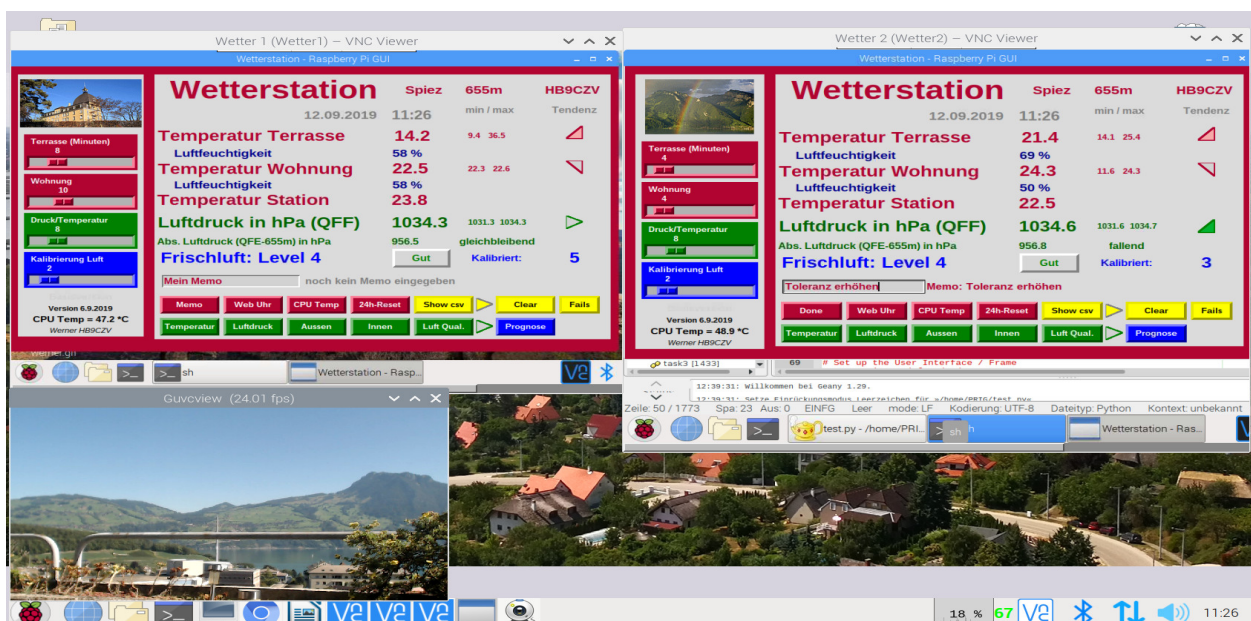 Wetter 1 (Wetter1) – VNC Viewer
Wetterstation - Raspberry Pi GUI
Wetterstation Spiez 655m HB9CZV
12.09.2019 11:26 min / max Tendenz
Terrasse (Minuten)
8
Wohnung
10
Druck/Temperatur
8
Kalibrierung Luft
2
Version 6.9.2019
CPU Temp = 47.2 *C
Werner HB9CZV
Temperatur Terrasse 14.2 9.4 36.5
Luftfeuchtigkeit 58 %
Temperatur Wohnung 22.5 22.3 22.6
Luftfeuchtigkeit 58 %
Temperatur Station 23.8
Luftdruck in hPa (QFF) 1034.3 1031.3 1034.3
Abs. Luftdruck (QFE-655m) in hPa 956.5 gleichbleibend
Frischluft: Level 4 Gut Kalibriert: 5
Mein Memo noch kein Memo eingegeben
Memo Web Uhr CPU Temp 24h-Reset Show csv Clear Fails
Temperatur Luftdruck Aussen Innen Luft Qual. Prognose
werner.gif
>_ >_ sh Wetterstation - Rasp...
Wetter 2 (Wetter2) – VNC Viewer
Wetterstation - Raspberry Pi GUI
Wetterstation Spiez 655m HB9CZV
12.09.2019 11:26 min / max Tendenz
Terrasse (Minuten)
4
Wohnung
4
Druck/Temperatur
8
Kalibrierung Luft
2
Version 6.9.2019
CPU Temp = 48.9 *C
Werner HB9CZV
Temperatur Terrasse 21.4 14.1 25.4
Luftfeuchtigkeit 69 %
Temperatur Wohnung 24.3 11.6 24.3
Luftfeuchtigkeit 50 %
Temperatur Station 22.5
Luftdruck in hPa (QFF) 1034.6 1031.6 1034.7
Abs. Luftdruck (QFE-655m) in hPa 956.8 fallend
Frischluft: Level 4 Gut Kalibriert: 3
Toleranz erhöhen Memo: Toleranz erhöhen
Done Web Uhr CPU Temp 24h-Reset Show csv Clear Fails
Temperatur Luftdruck Aussen Innen Luft Qual. Prognose
task3 [1433] 69 # Set up the User Interface / Frame
12:39:31: Willkommen bei Geany 1.29.
12:39:31: Setze Einrückungsmodus Leerzeichen für »/home/PRIG/test.py«.
Zeile: 50 / 1773 Spa: 23 Aus: 0 EINFG Leer mode: LF Kodierung: UTF-8 Dateityp: Python Kontext: unbekannt
>_ test.py - /home/PRI... sh Wetterstation - Ras...
Guvcview (24.01 fps)
18 % 67 11:26